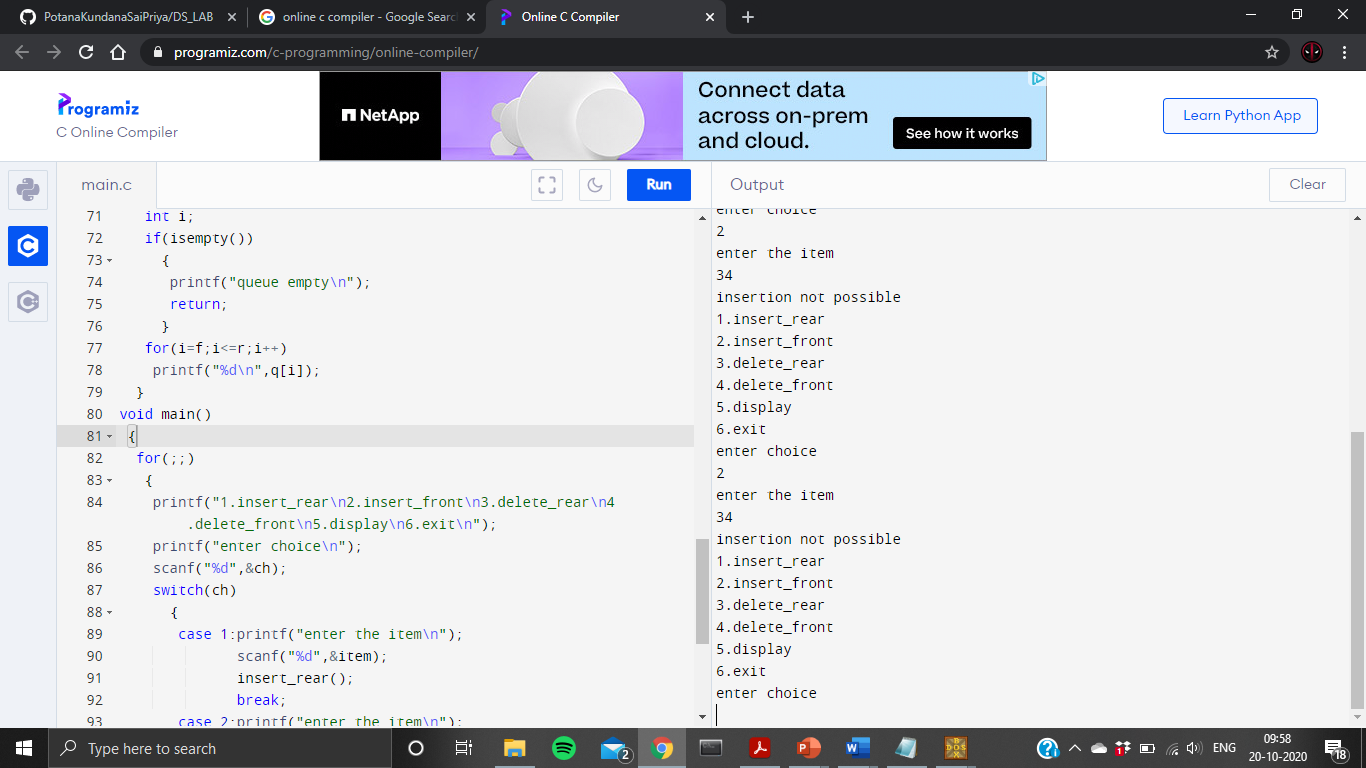 PotanaKundanaSaiPriya/DS_LAB
online c compiler - Google Searc
Online C Compiler
programiz.com/c-programming/online-compiler/
Programiz
C Online Compiler
NetApp
Connect data
across on-prem
and cloud.
See how it works
Learn Python App
main.c
Run
Output
Clear
71 int i;
72 if(isempty())
73 {
74 printf("queue empty\n");
75 return;
76 }
77 for(i=f;i<=r;i++)
78 printf("%d\n",q[i]);
79 }
80 void main()
81 {
82 for(;;)
83 {
84 printf("1.insert_rear\n2.insert_front\n3.delete_rear\n4
.delete_front\n5.display\n6.exit\n");
85 printf("enter choice\n");
86 scanf("%d",&ch);
87 switch(ch)
88 {
89 case 1:printf("enter the item\n");
90 scanf("%d",&item);
91 insert_rear();
92 break;
93 case 2:printf("enter the item\n");
enter choice
2
enter the item
34
insertion not possible
1.insert_rear
2.insert_front
3.delete_rear
4.delete_front
5.display
6.exit
enter choice
2
enter the item
34
insertion not possible
1.insert_rear
2.insert_front
3.delete_rear
4.delete_front
5.display
6.exit
enter choice
Type here to search
2
DOS
ENG
09:58
20-10-2020
18